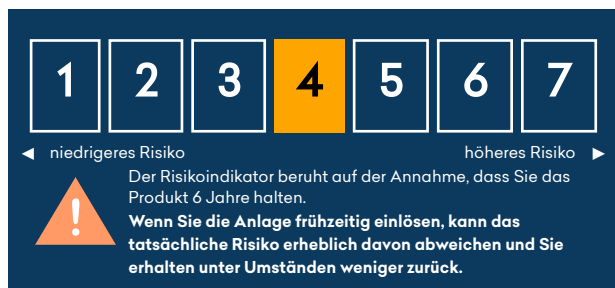 1 2 3 4 5 6 7
◄ niedrigeres Risiko höheres Risiko ►
Der Risikoindikator beruht auf der Annahme, dass Sie das
Produkt 6 Jahre halten.
!
Wenn Sie die Anlage frühzeitig einlösen, kann das
tatsächliche Risiko erheblich davon abweichen und Sie
erhalten unter Umständen weniger zurück.